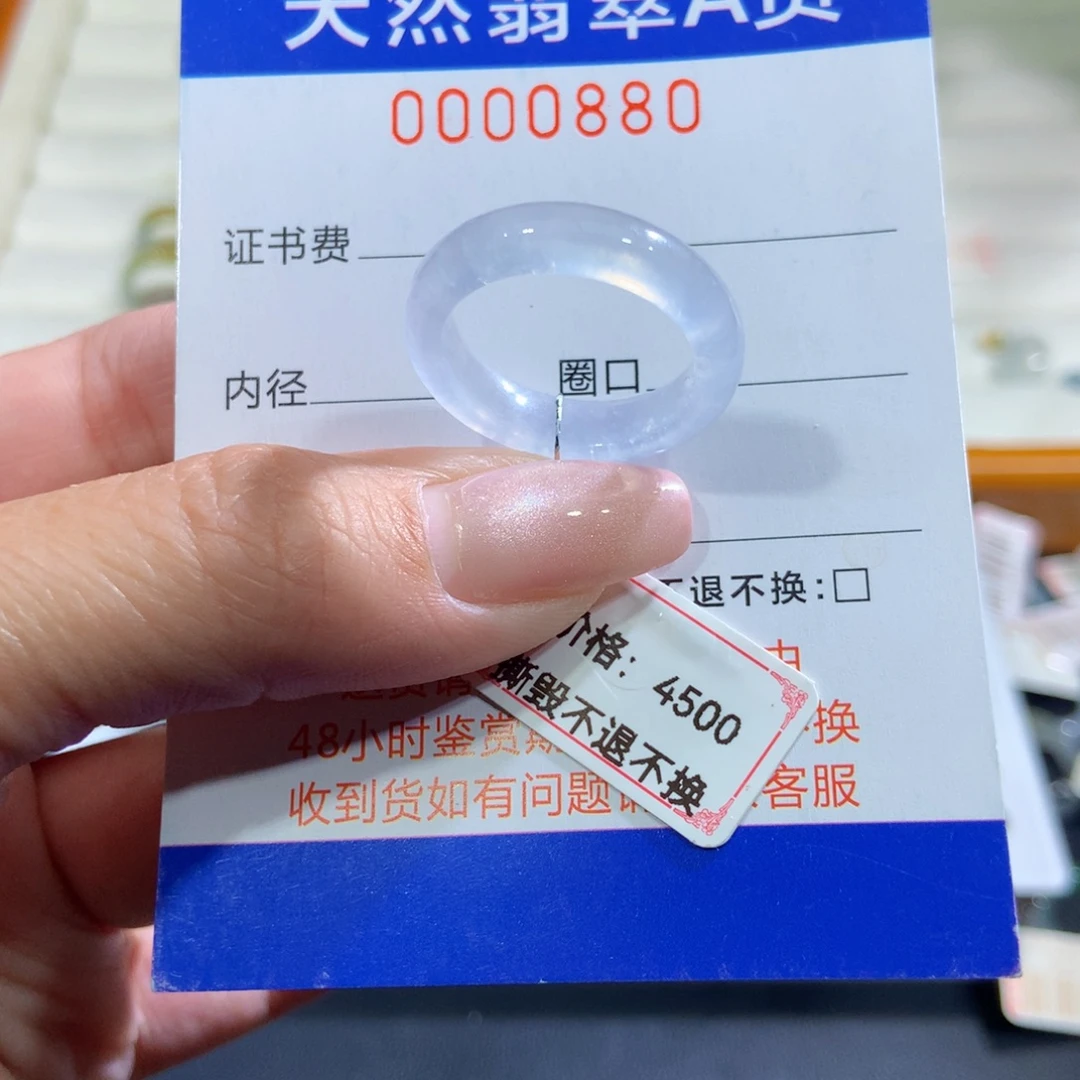 天然翡翠A货
0000880
证书费
内径 圈口
不退不换:□
价格: 4500
撕毁不退不换
48小时鉴赏期 换
收到货如有问题请 客服